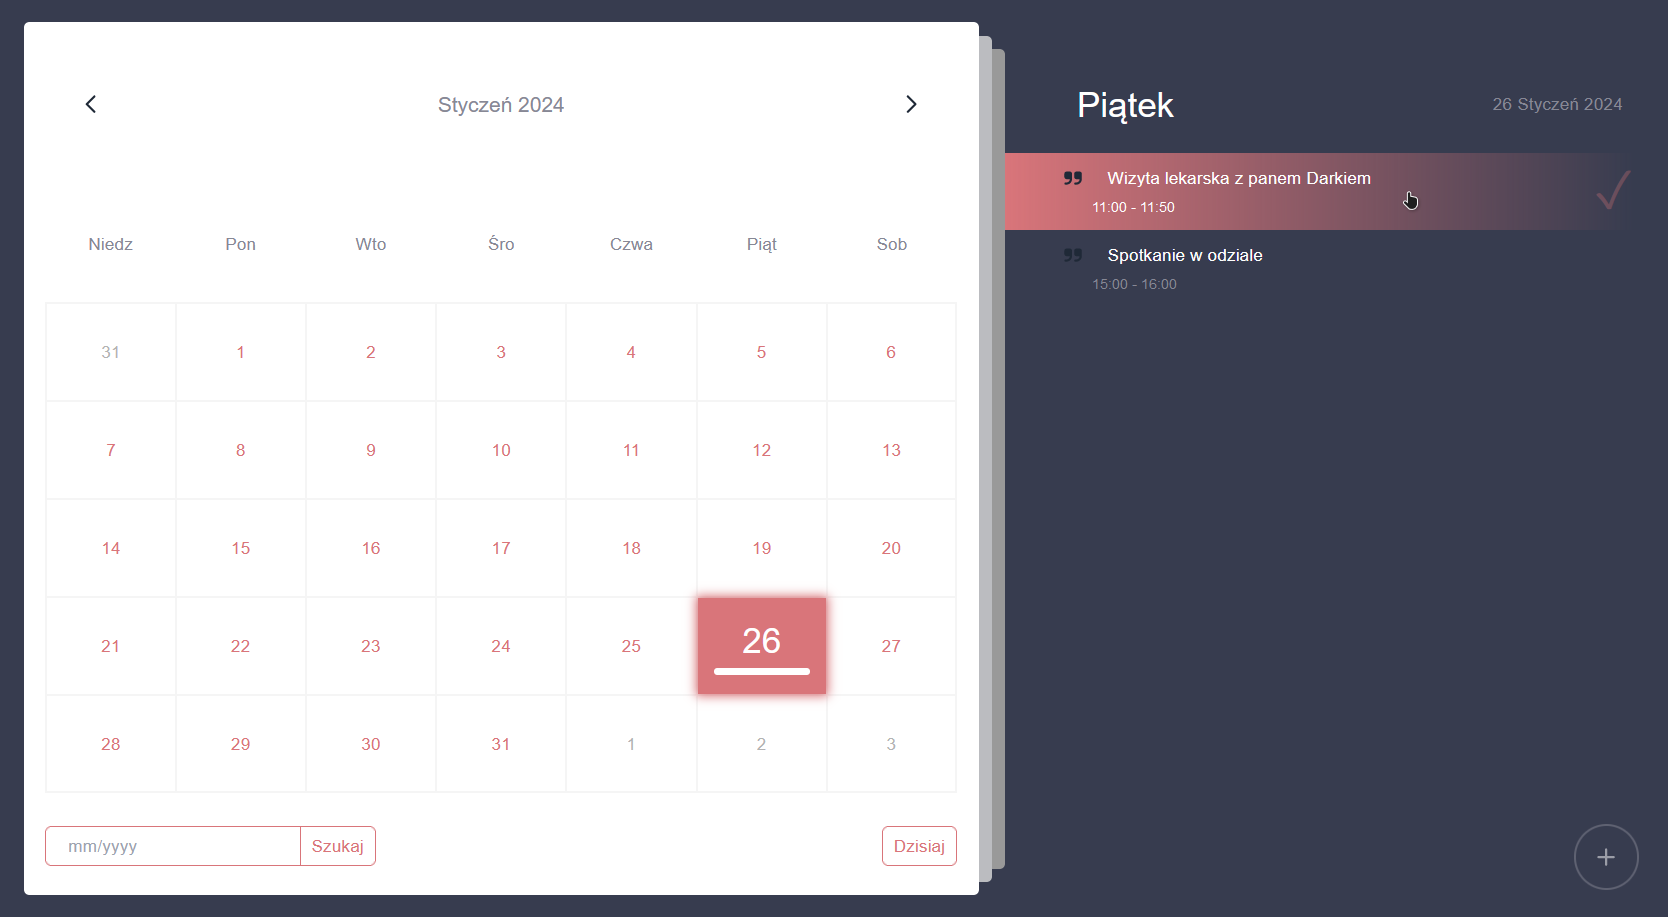 Styczeń 2024
Niedz Pon Wto Śro Czwa Piąt Sob
31 1 2 3 4 5 6
7 8 9 10 11 12 13
14 15 16 17 18 19 20
21 22 23 24 25 26 27
28 29 30 31 1 2 3
mm/yyyy Szukaj Dzisiaj
Piątek 26 Styczeń 2024
Wizyta lekarska z panem Darkiem
11:00 - 11:50
Spotkanie w odziale
15:00 - 16:00